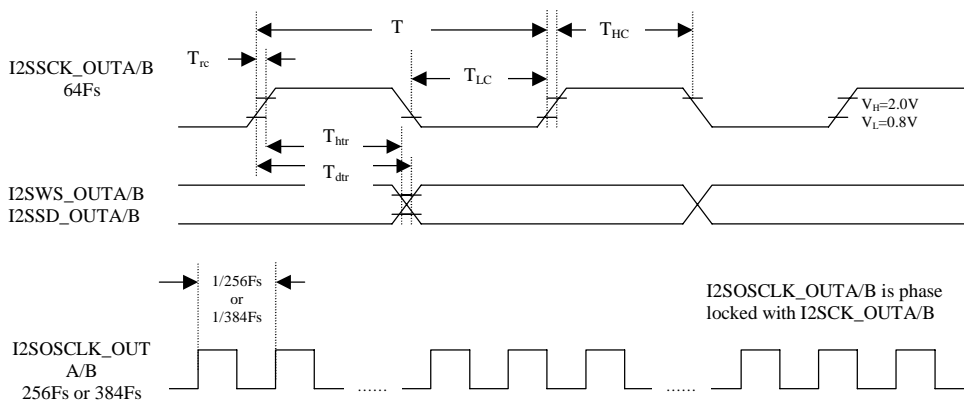 T
T_HC
T_rc
I2SSCK_OUTA/B
64Fs
T_LC
V_H=2.0V
V_L=0.8V
T_htr
T_dtr
I2SWS_OUTA/B
I2SSD_OUTA/B
1/256Fs
or
1/384Fs
I2SOSCLK_OUTA/B is phase
locked with I2SCK_OUTA/B
I2SOSCLK_OUT
A/B
256Fs or 384Fs
...... ......